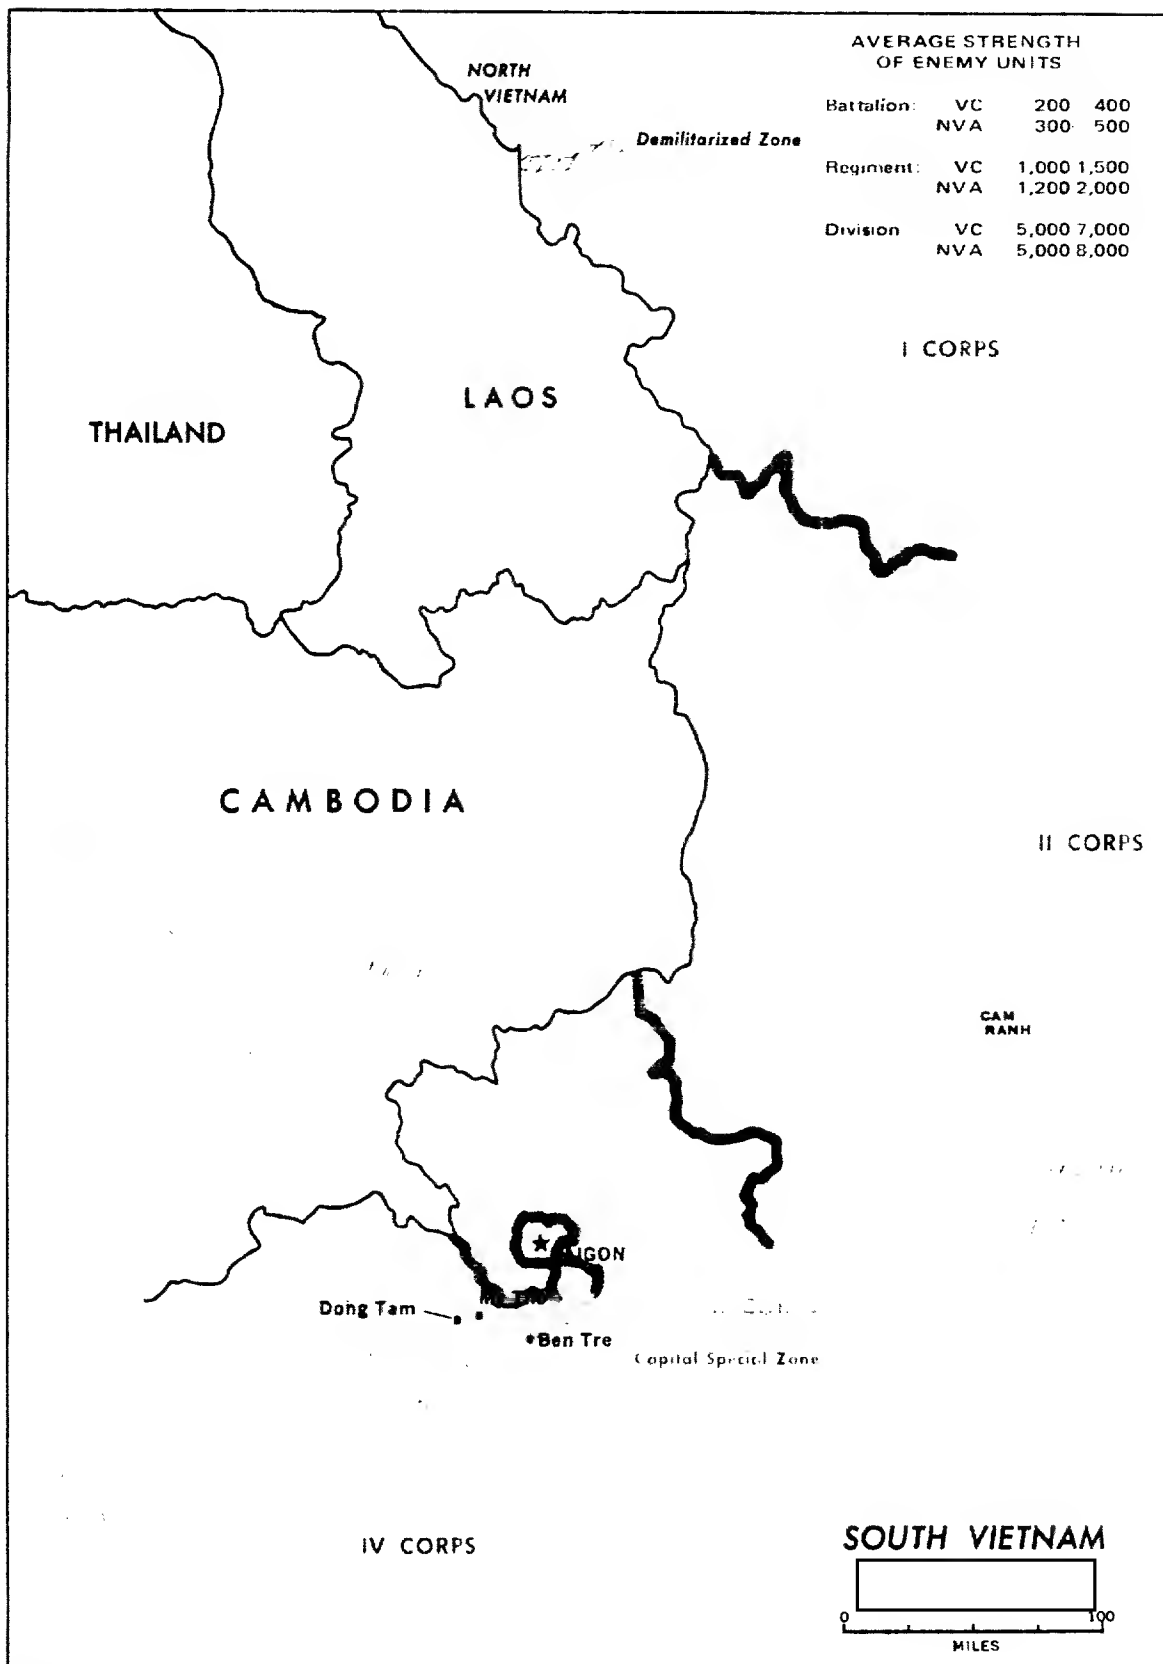 AVERAGE STRENGTH
OF ENEMY UNITS
Battalion: VC 200 400
NVA 300 500
Regiment: VC 1,000 1,500
NVA 1,200 2,000
Division VC 5,000 7,000
NVA 5,000 8,000
NORTH
VIETNAM
Demilitarized Zone
I CORPS
LAOS
THAILAND
CAMBODIA
II CORPS
CAM
RANH
IGON
Dong Tam
Ben Tre
Capital Special Zone
IV CORPS
SOUTH VIETNAM
0 100
MILES